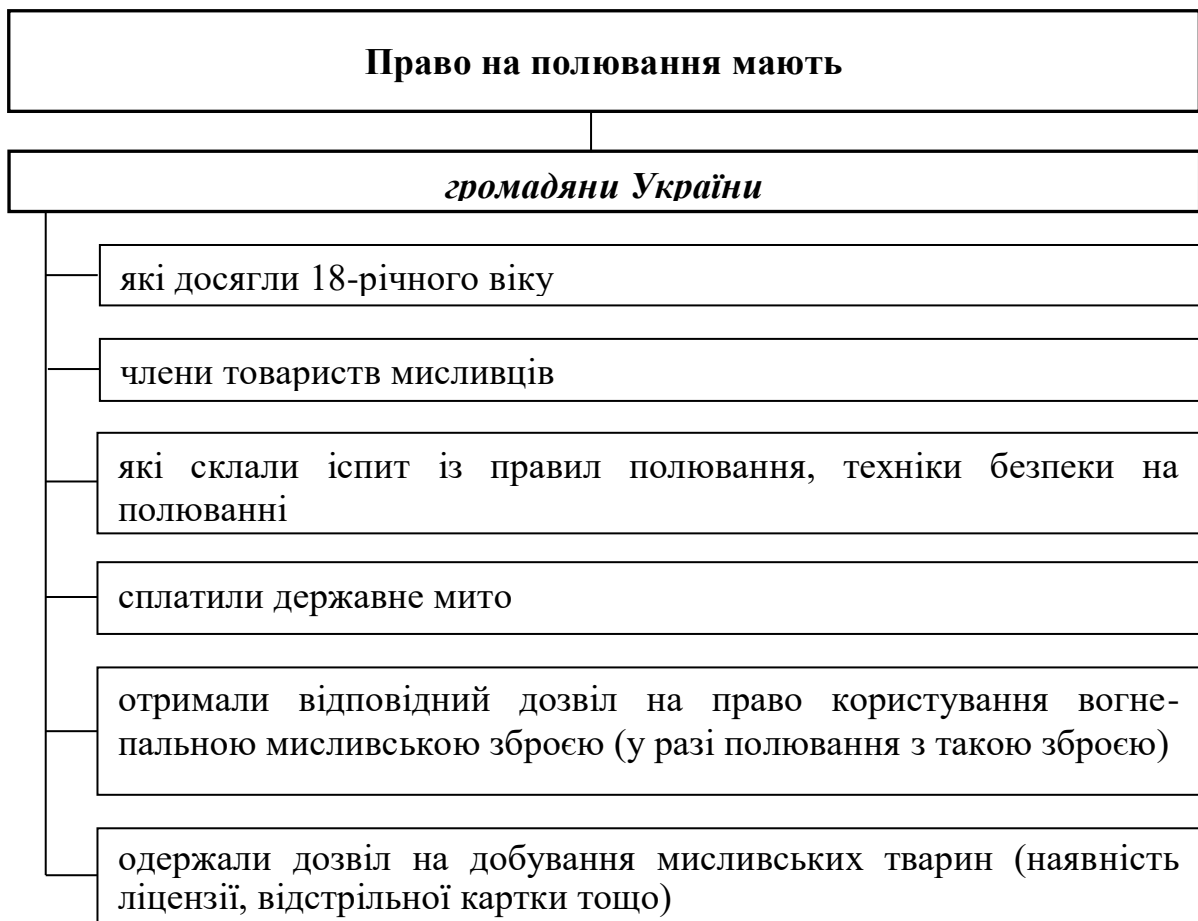 Право на полювання мають
громадяни України
які досягли 18-річного віку
члени товариств мисливців
які склали іспит із правил полювання, техніки безпеки на
полюванні
сплатили державне мито
отримали відповідний дозвіл на право користування вогне-
пальною мисливською зброєю (у разі полювання з такою зброєю)
одержали дозвіл на добування мисливських тварин (наявність
ліцензії, відстрільної картки тощо)